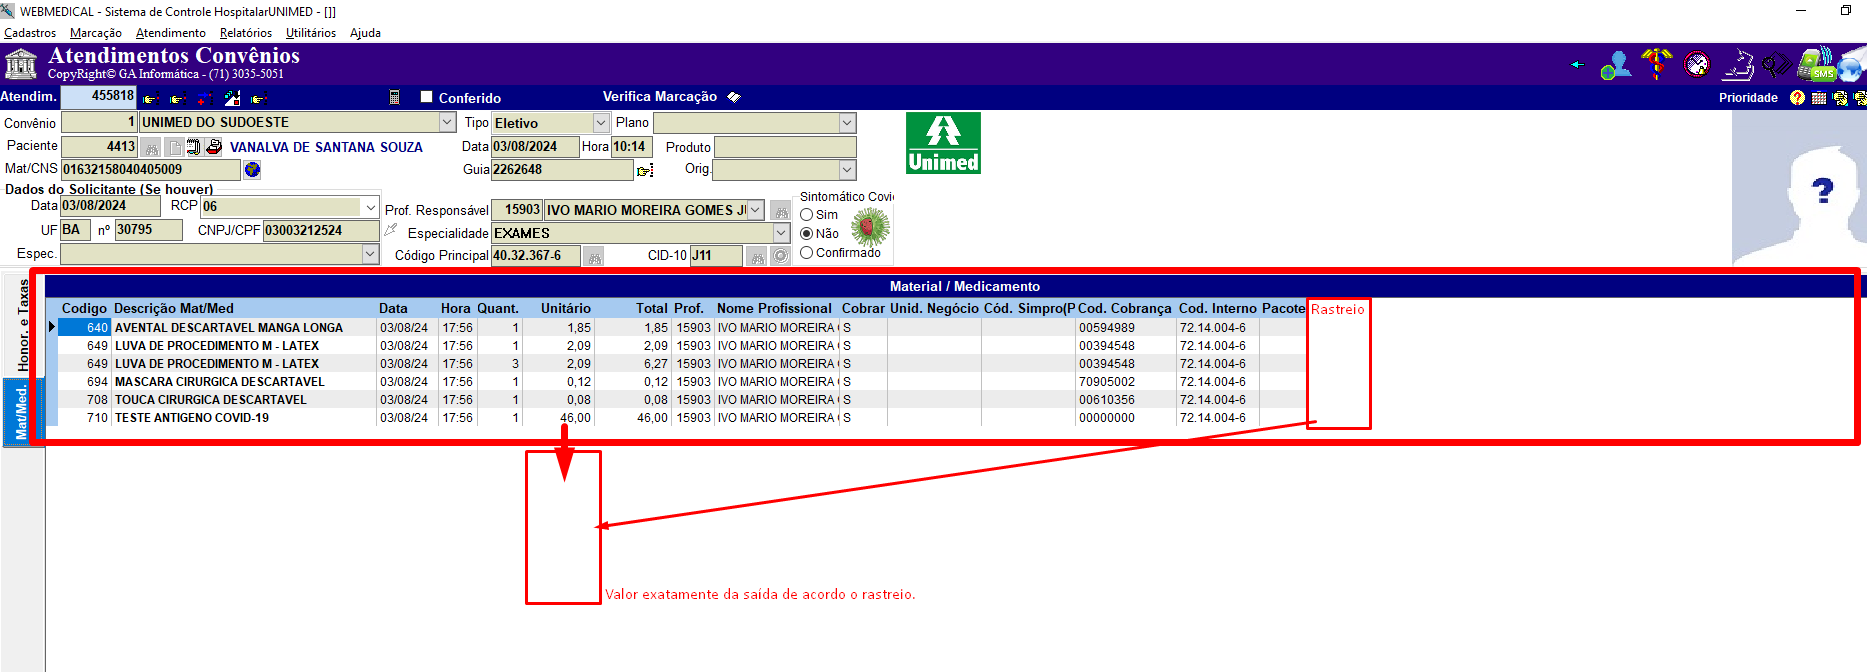 WEBMEDICAL - Sistema de Controle HospitalarUNIMED - []]
Cadastros Marcação Atendimento Relatórios Utilitários Ajuda
Atendimentos Convênios
CopyRight© GA Informática - (71) 3035-5051
SMS
Atendim. 455818 Conferido Verifica Marcação Prioridade
Convênio 1 UNIMED DO SUDOESTE Tipo Eletivo Plano
Paciente 4413 VANALVA DE SANTANA SOUZA Data 03/08/2024 Hora 10:14 Produto
Unimed
Mat/CNS 01632158040405009 Guia 2262648 Orig.
Dados do Solicitante (Se houver)
Data 03/08/2024 RCP 06 Prof. Responsável 15903 IVO MARIO MOREIRA GOMES
UF BA nº 30795 CNPJ/CPF 03003212524 Especialidade EXAMES
Espec. Código Principal 40.32.367-6 CID-10 J11
Sintomático Covi
Sim
Não
Confirmado
Honor. e Taxas
Mat/Med.
Material / Medicamento
Codigo Descrição Mat/Med Data Hora Quant. Unitário Total Prof. Nome Profissional Cobrar Unid. Negócio Cód. Simpro(P Cod. Cobrança Cod. Interno Pacote Rastreio
640 AVENTAL DESCARTAVEL MANGA LONGA 03/08/24 17:56 1 1,85 1,85 15903 IVO MARIO MOREIRA S 00594989 72.14.004-6
649 LUVA DE PROCEDIMENTO M - LATEX 03/08/24 17:56 1 2,09 2,09 15903 IVO MARIO MOREIRA S 00394548 72.14.004-6
649 LUVA DE PROCEDIMENTO M - LATEX 03/08/24 17:56 3 2,09 6,27 15903 IVO MARIO MOREIRA S 00394548 72.14.004-6
694 MASCARA CIRURGICA DESCARTAVEL 03/08/24 17:56 1 0,12 0,12 15903 IVO MARIO MOREIRA S 70905002 72.14.004-6
708 TOUCA CIRURGICA DESCARTAVEL 03/08/24 17:56 1 0,08 0,08 15903 IVO MARIO MOREIRA S 00610356 72.14.004-6
710 TESTE ANTIGENO COVID-19 03/08/24 17:56 1 46,00 46,00 15903 IVO MARIO MOREIRA S 00000000 72.14.004-6
Valor exatamente da saída de acordo o rastreio.